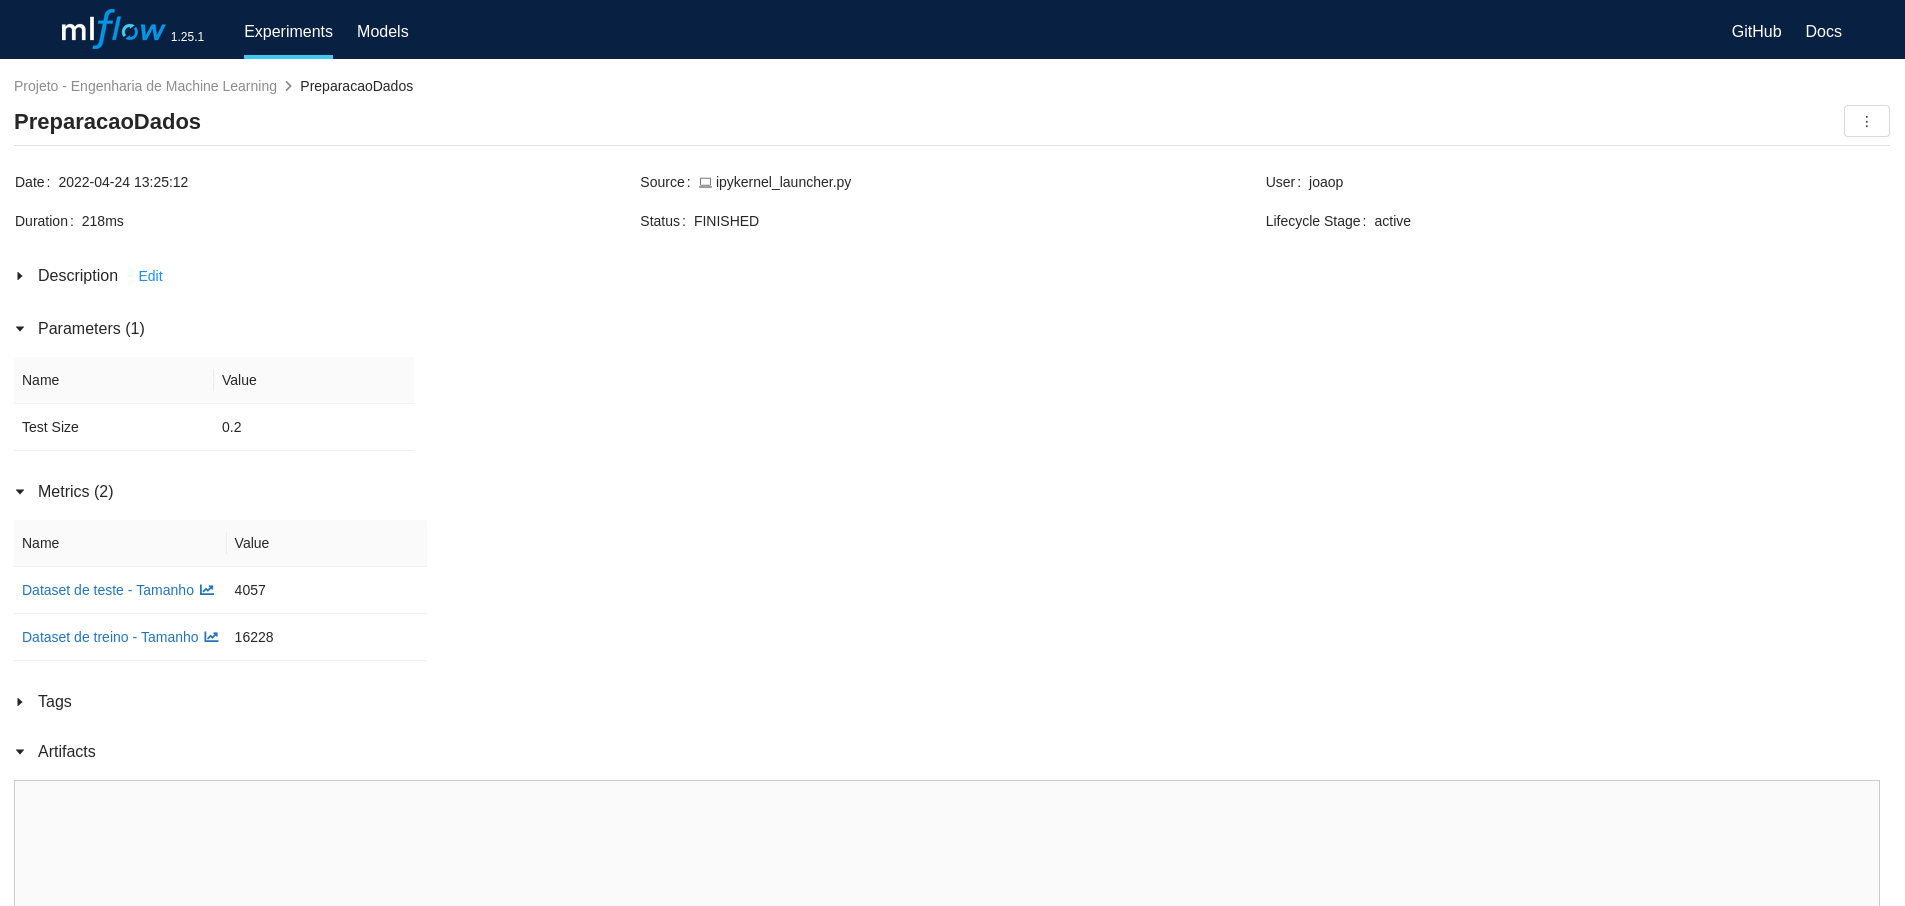 mlflow 1.25.1 Experiments Models GitHub Docs
Projeto - Engenharia de Machine Learning PreparacaoDados
PreparacaoDados
Date: 2022-04-24 13:25:12 Source: ipykernel_launcher.py User: joaop
Duration: 218ms Status: FINISHED Lifecycle Stage: active
Description Edit
Parameters (1)
Name Value
Test Size 0.2
Metrics (2)
Name Value
Dataset de teste - Tamanho 4057
Dataset de treino - Tamanho 16228
Tags
Artifacts